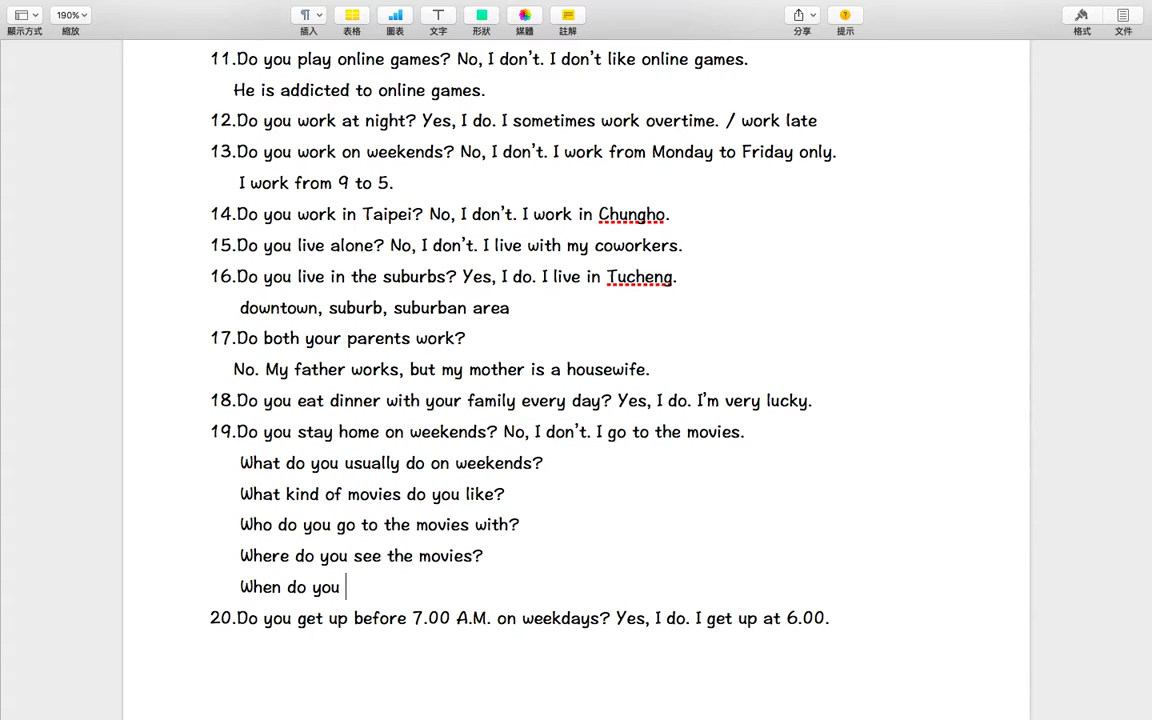 190%
顯示方式
縮放
插入
表格
圖表
文字
形狀
媒體
註解
分享
提示
格式
文件
11.Do you play online games? No, I don't. I don't like online games.
He is addicted to online games.
12.Do you work at night? Yes, I do. I sometimes work overtime. / work late
13.Do you work on weekends? No, I don't. I work from Monday to Friday only.
I work from 9 to 5.
14.Do you work in Taipei? No, I don't. I work in Chungho.
15.Do you live alone? No, I don't. I live with my coworkers.
16.Do you live in the suburbs? Yes, I do. I live in Tucheng.
downtown, suburb, suburban area
17.Do both your parents work?
No. My father works, but my mother is a housewife.
18.Do you eat dinner with your family every day? Yes, I do. I'm very lucky.
19.Do you stay home on weekends? No, I don't. I go to the movies.
What do you usually do on weekends?
What kind of movies do you like?
Who do you go to the movies with?
Where do you see the movies?
When do you
20.Do you get up before 7.00 A.M. on weekdays? Yes, I do. I get up at 6.00.